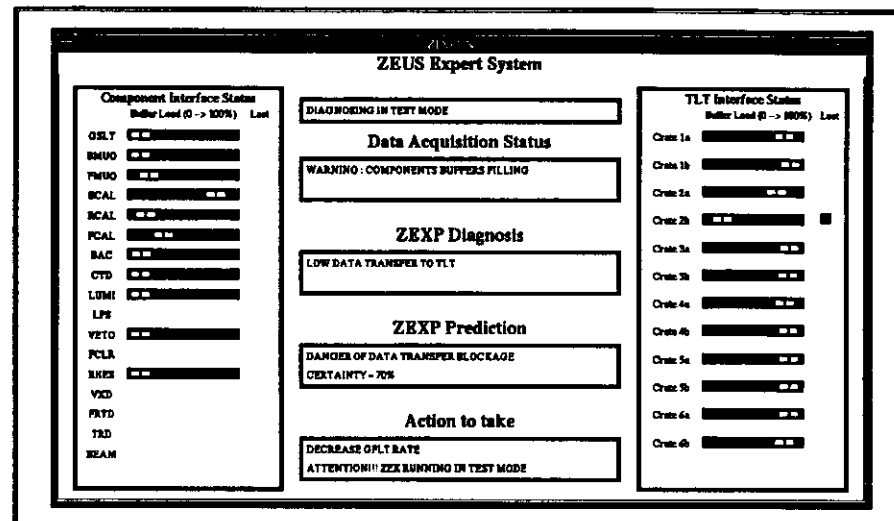 ZEUS Expert System
Component Interface Status
Buffer Load (0 --> 100%) Lost
GSLT
BMUO
FMUO
BCAL
RCAL
FCAL
BAC
CTD
LUMI
LPS
VETO
FCLR
RHES
VXD
FRTD
TRD
BEAM
DIAGNOSING IN TEST MODE
Data Acquisition Status
WARNING : COMPONENTS BUFFERS FILLING
ZEXP Diagnosis
LOW DATA TRANSFER TO TLT
ZEXP Prediction
DANGER OF DATA TRANSFER BLOCKAGE
CERTAINTY = 70%
Action to take
DECREASE GFLT RATE
ATTENTION!!! ZEX RUNNING IN TEST MODE
TLT Interface Status
Buffer Load (0 --> 100%) Lost
Crate 1a
Crate 1b
Crate 2a
Crate 2b
Crate 3a
Crate 3b
Crate 4a
Crate 4b
Crate 5a
Crate 5b
Crate 6a
Crate 6b